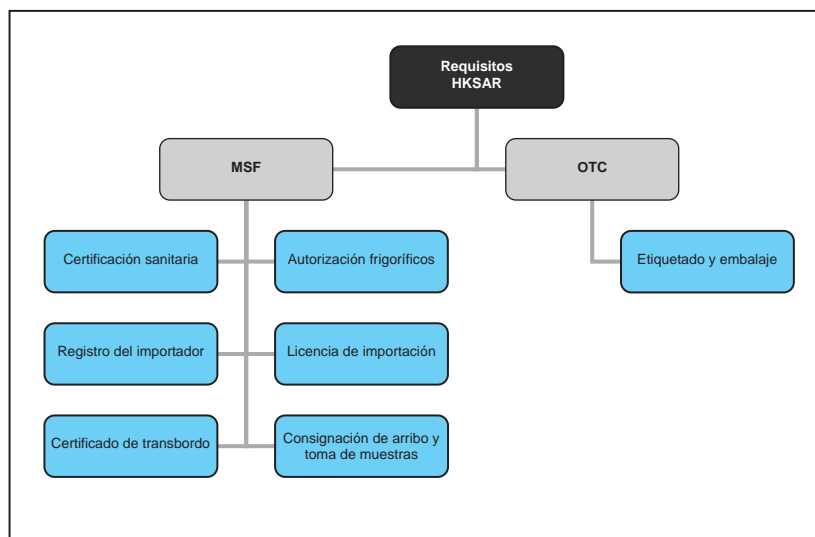 Requisitos
HKSAR
MSF
OTC
Certificación sanitaria
Autorización frigoríficos
Etiquetado y embalaje
Registro del importador
Licencia de importación
Certificado de transbordo
Consignación de arribo y
toma de muestras